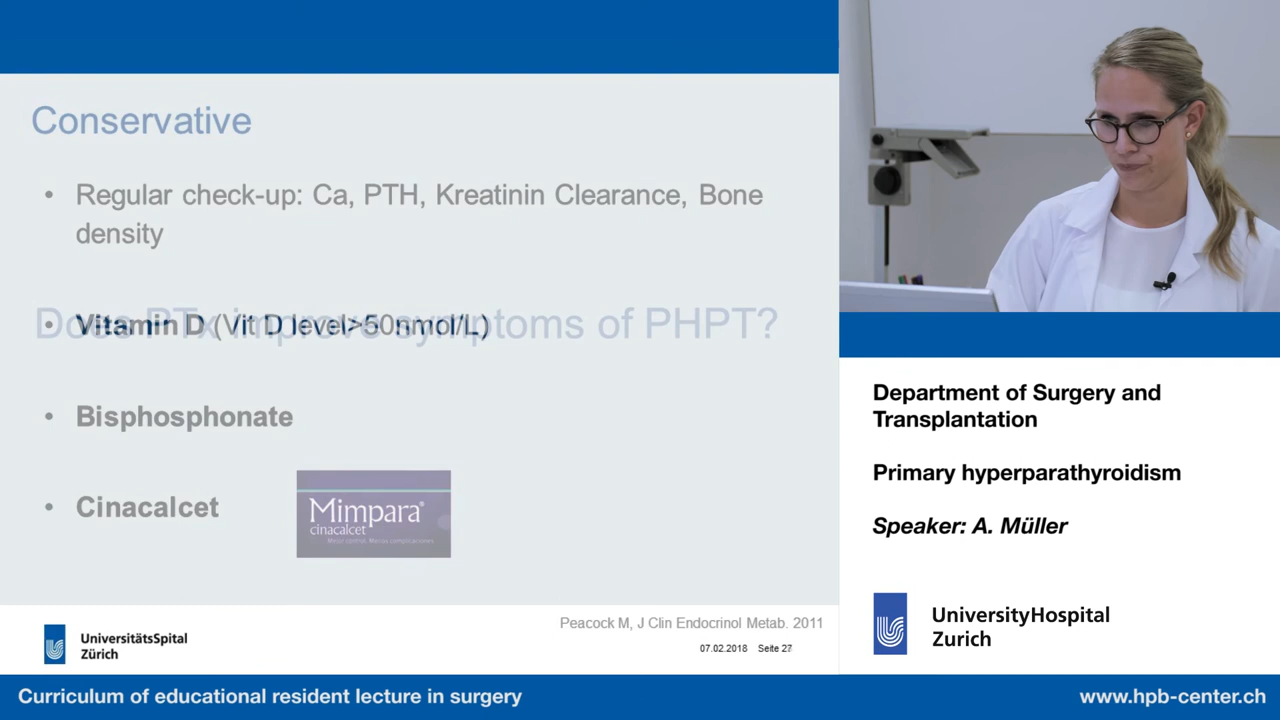 Conservative
• Regular check-up: Ca, PTH, Kreatinin Clearance, Bone
density
Does PTx improve symptoms of PHPT?
• Vitamin D (Vit D level>50nmol/L)
• Bisphosphonate
• Cinacalcet
Mimpara®
cinacalcet
Peacock M, J Clin Endocrinol Metab. 2011
UniversitätsSpital
Zürich
07.02.2018 Seite 27
Department of Surgery and
Transplantation
Primary hyperparathyroidism
Speaker: A. Müller
UniversityHospital
Zurich
Curriculum of educational resident lecture in surgery
www.hpb-center.ch